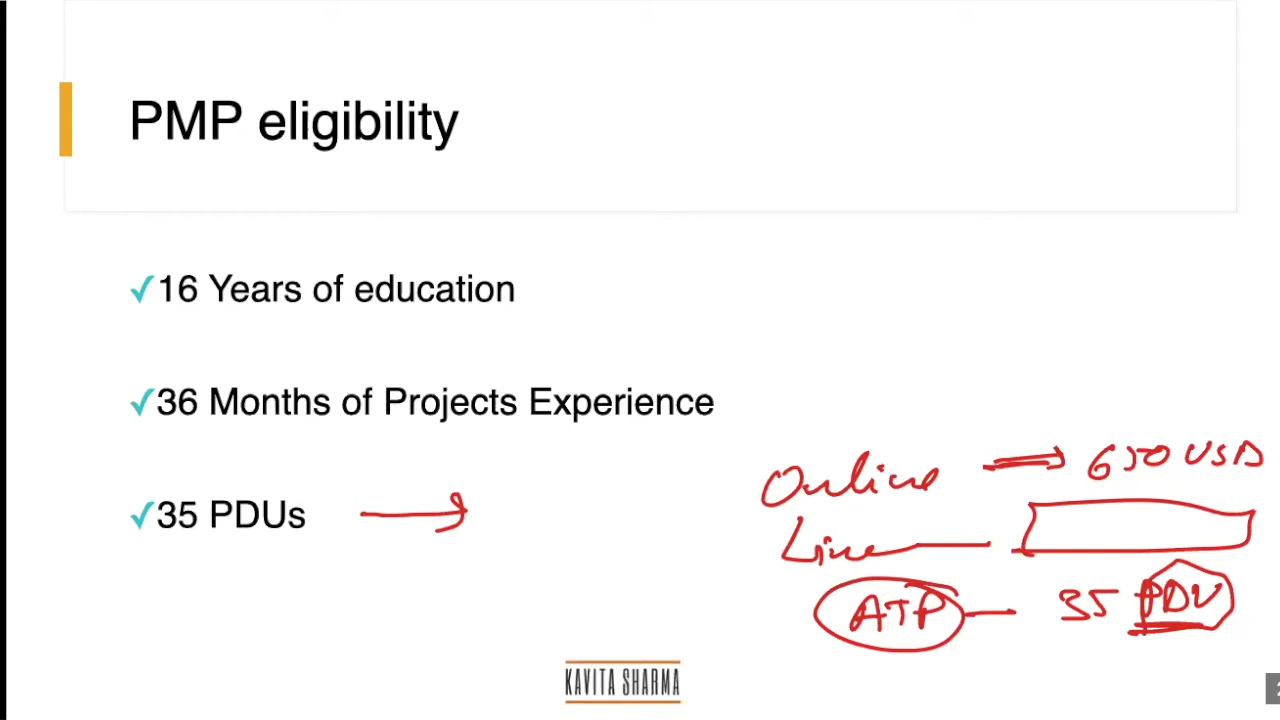 PMP eligibility
✓16 Years of education
✓36 Months of Projects Experience
✓35 PDUs
Online 650 USD
Live
ATP 35 PDU
KAVITA SHARMA